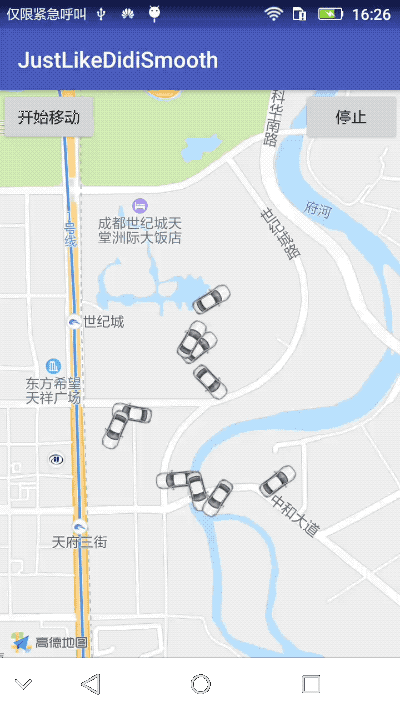 仅限紧急呼叫
16:26
JustLikeDidiSmooth
开始移动
停止
科华南路
府河
世纪城路
1号线
成都世纪城天
堂洲际大饭店
世纪城
东方希望
天祥广场
中和大道
天府三街
高德地图